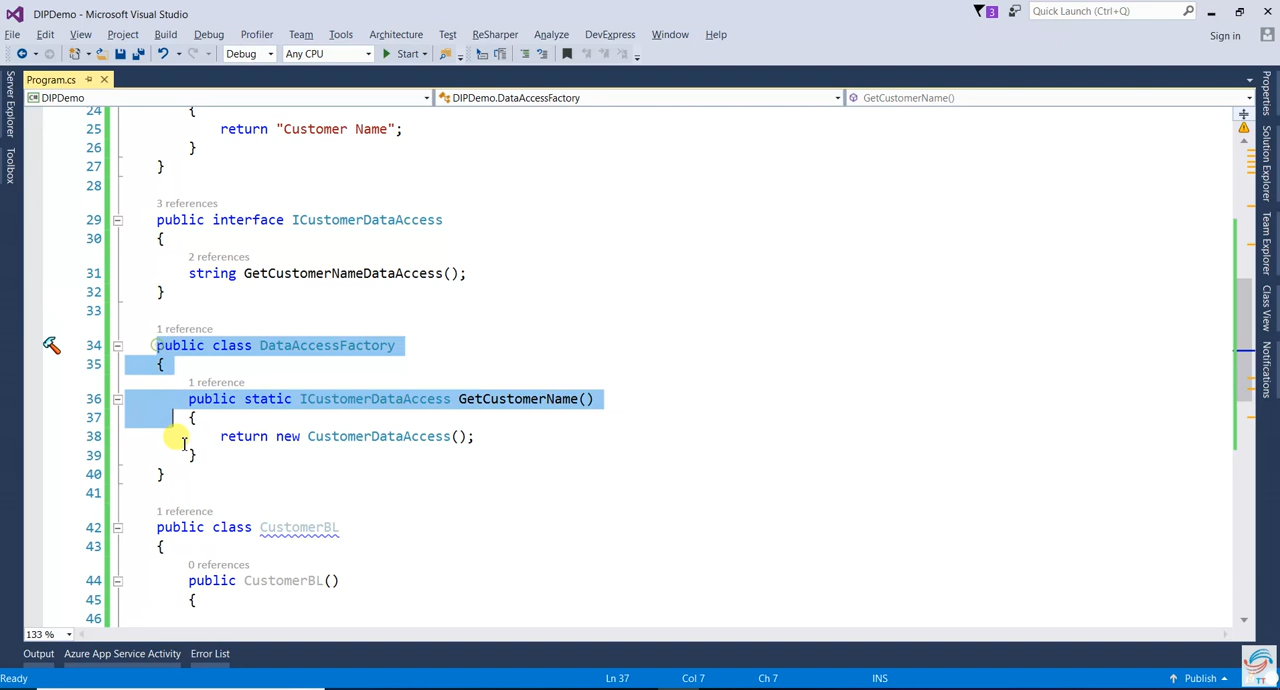 DIPDemo - Microsoft Visual Studio
3
Quick Launch (Ctrl+Q)
File Edit View Project Build Debug Profiler Team Tools Architecture Test ReSharper Analyze DevExpress Window Help
Sign in
Debug Any CPU Start
Program.cs
DIPDemo DIPDemo.DataAccessFactory GetCustomerName()
Server Explorer
Toolbox
24 {
25 return "Customer Name";
26 }
27 }
28
3 references
29 public interface ICustomerDataAccess
30 {
2 references
31 string GetCustomerNameDataAccess();
32 }
33
1 reference
34 public class DataAccessFactory
35 {
1 reference
36 public static ICustomerDataAccess GetCustomerName()
37 {
38 return new CustomerDataAccess();
39 }
40 }
41
1 reference
42 public class CustomerBL
43 {
0 references
44 public CustomerBL()
45 {
46
Properties
Solution Explorer
Team Explorer
Class View
Notifications
133 %
Output Azure App Service Activity Error List
Ready Ln 37 Col 7 Ch 7 INS Publish